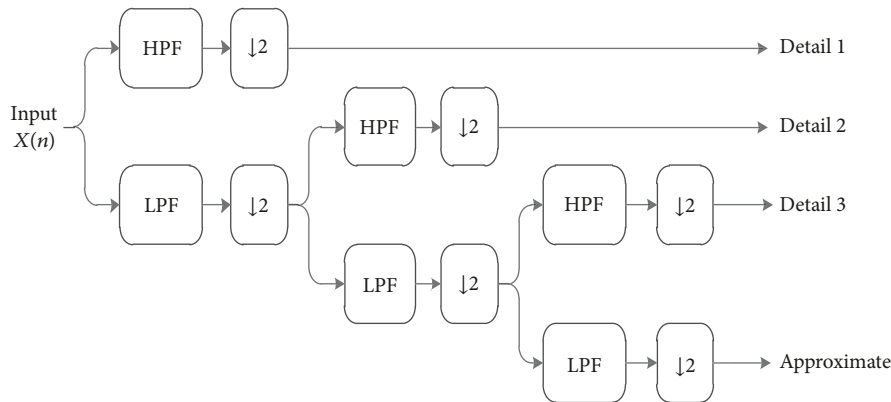 HPF
↓2
Detail 1
Input
X(n)
HPF
↓2
Detail 2
LPF
↓2
HPF
↓2
Detail 3
LPF
↓2
LPF
↓2
Approximate